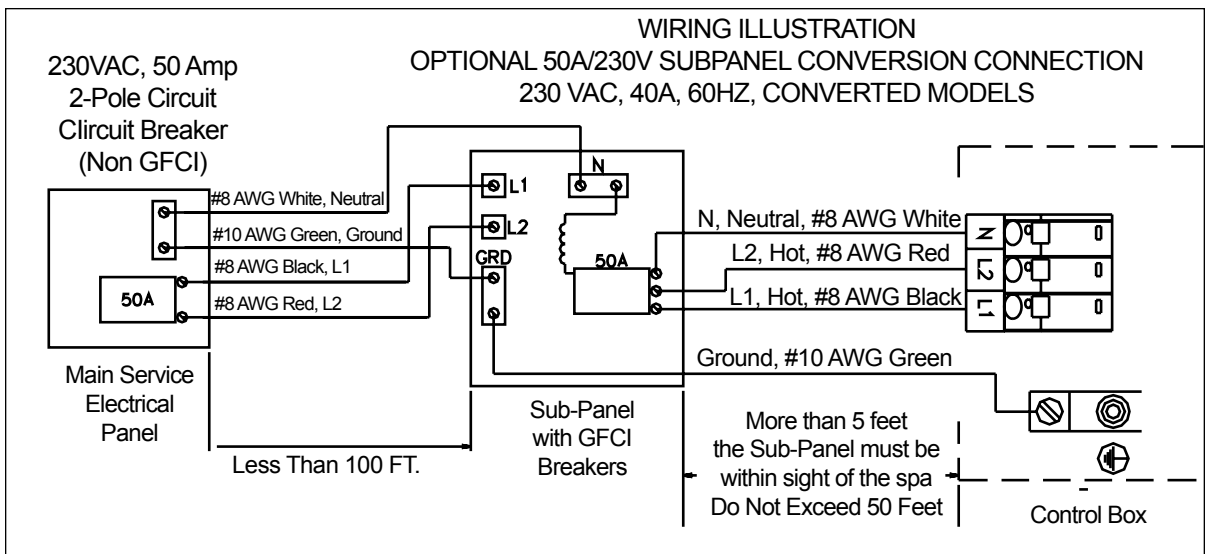 WIRING ILLUSTRATION
OPTIONAL 50A/230V SUBPANEL CONVERSION CONNECTION
230 VAC, 40A, 60HZ, CONVERTED MODELS
230VAC, 50 Amp
2-Pole Circuit
CIircuit Breaker
(Non GFCI)
#8 AWG White, Neutral
#10 AWG Green, Ground
#8 AWG Black, L1
#8 AWG Red, L2
50A
Main Service
Electrical
Panel
Less Than 100 FT.
N
L1
L2
GRD
50A
Sub-Panel
with GFCI
Breakers
N, Neutral, #8 AWG White
L2, Hot, #8 AWG Red
L1, Hot, #8 AWG Black
Ground, #10 AWG Green
More than 5 feet
the Sub-Panel must be
within sight of the spa
Do Not Exceed 50 Feet
N
L2
L1
Control Box